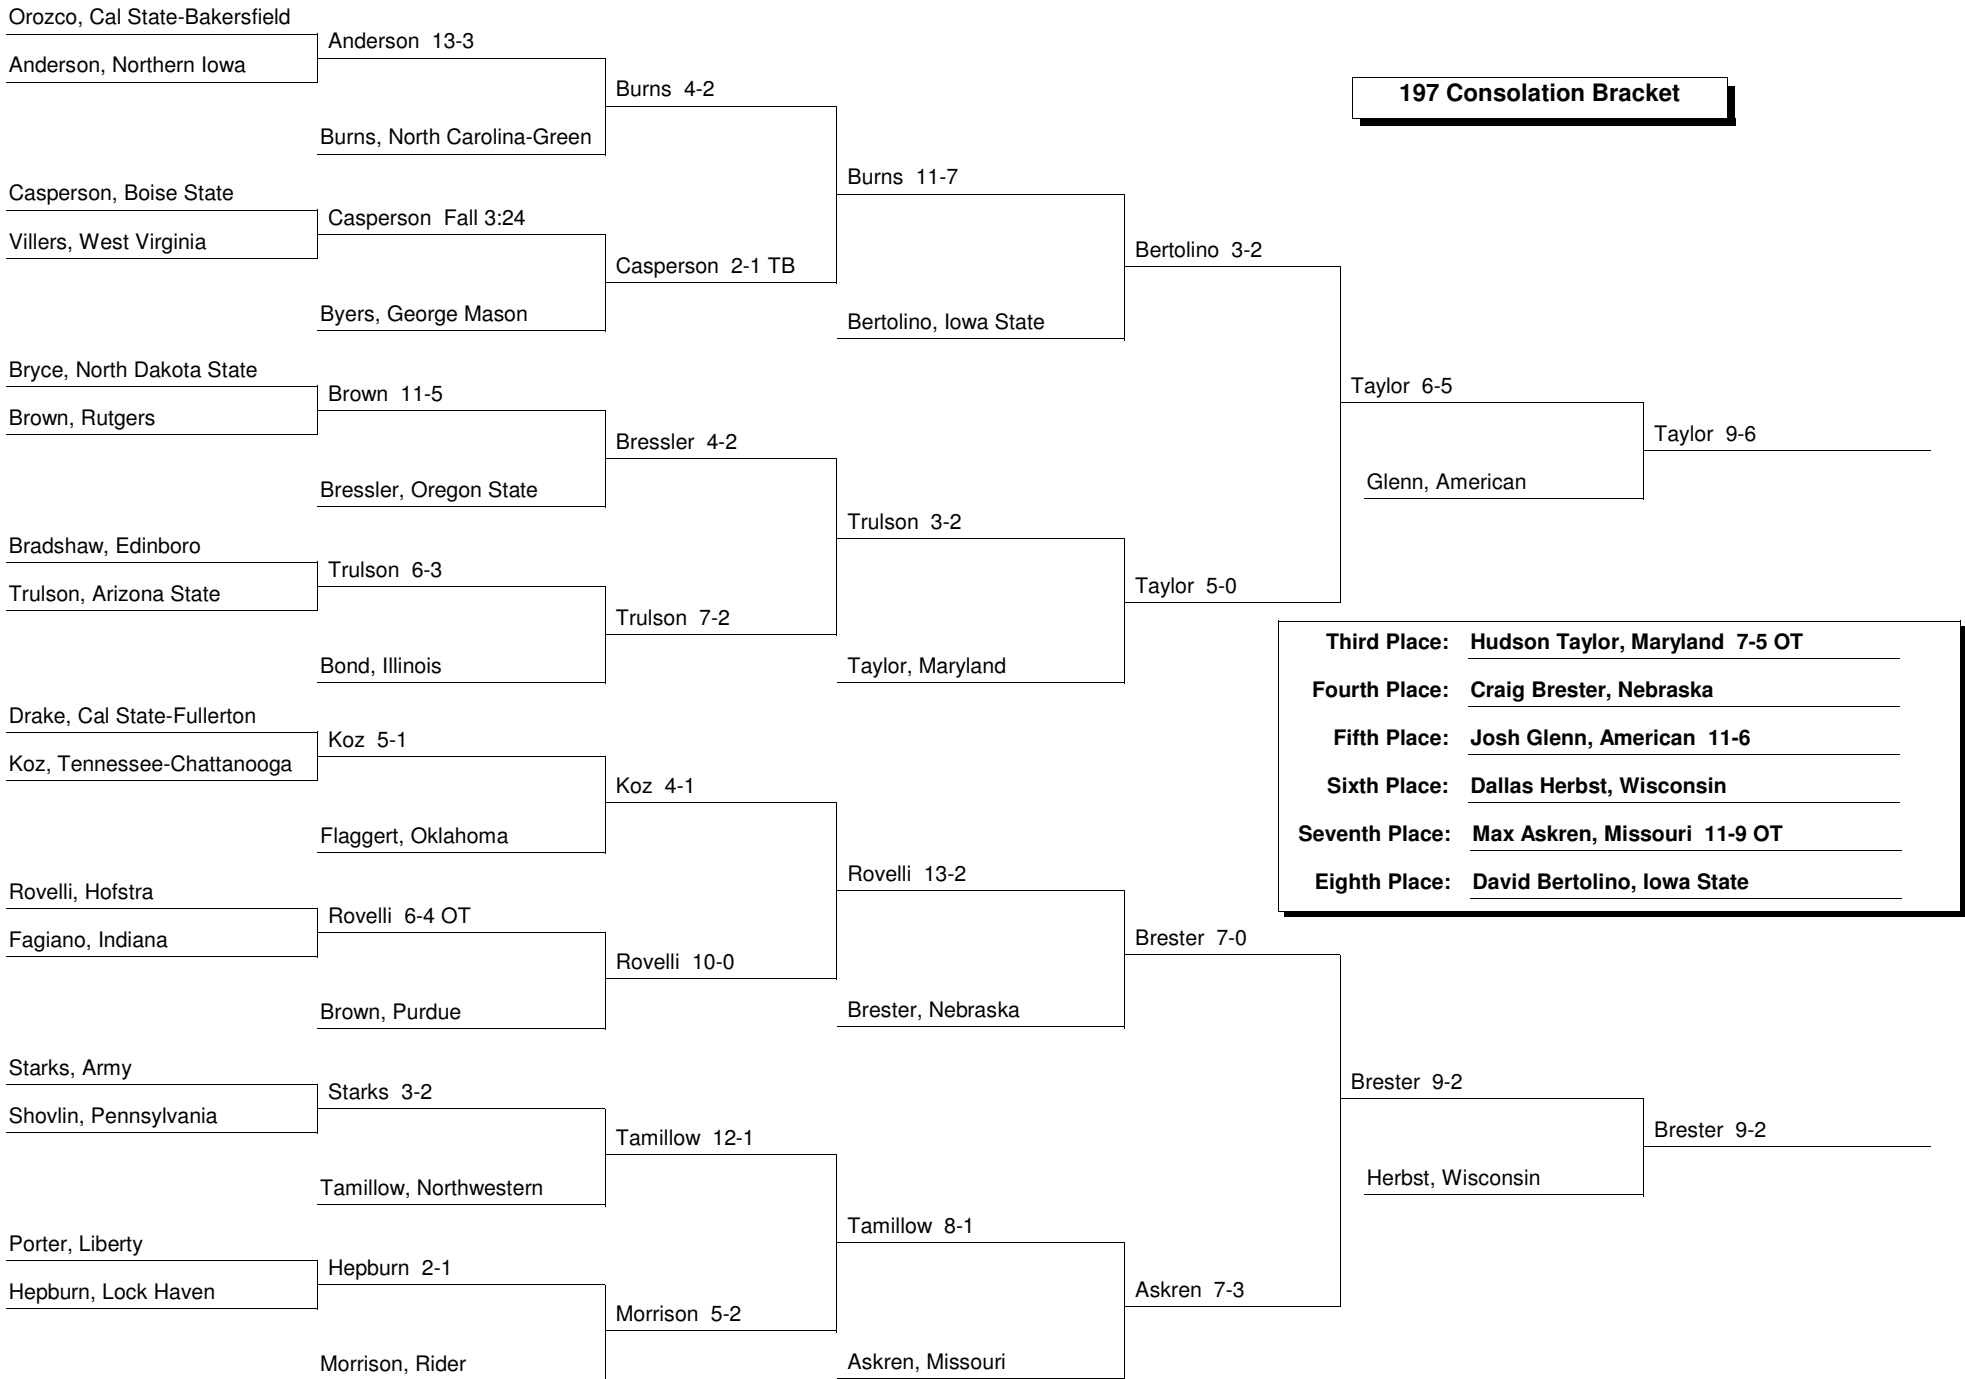 Orozco, Cal State-Bakersfield
Anderson, Northern Iowa
Casperson, Boise State
Villers, West Virginia
Bryce, North Dakota State
Brown, Rutgers
Bradshaw, Edinboro
Trulson, Arizona State
Drake, Cal State-Fullerton
Koz, Tennessee-Chattanooga
Rovelli, Hofstra
Fagiano, Indiana
Starks, Army
Shovlin, Pennsylvania
Porter, Liberty
Hepburn, Lock Haven
Anderson 13-3
Burns, North Carolina-Green
Casperson Fall 3:24
Byers, George Mason
Brown 11-5
Bressler, Oregon State
Trulson 6-3
Bond, Illinois
Koz 5-1
Flaggert, Oklahoma
Rovelli 6-4 OT
Brown, Purdue
Starks 3-2
Tamillow, Northwestern
Hepburn 2-1
Morrison, Rider
Burns 4-2
Casperson 2-1 TB
Bressler 4-2
Trulson 7-2
Koz 4-1
Rovelli 10-0
Tamillow 12-1
Morrison 5-2
Burns 11-7
Bertolino, Iowa State
Trulson 3-2
Taylor, Maryland
Rovelli 13-2
Brester, Nebraska
Tamillow 8-1
Askren, Missouri
Bertolino 3-2
Taylor 5-0
Brester 7-0
Askren 7-3
Taylor 6-5
Glenn, American
Brester 9-2
Herbst, Wisconsin
Taylor 9-6
Brester 9-2
197 Consolation Bracket
Third Place: Hudson Taylor, Maryland 7-5 OT
Fourth Place: Craig Brester, Nebraska
Fifth Place: Josh Glenn, American 11-6
Sixth Place: Dallas Herbst, Wisconsin
Seventh Place: Max Askren, Missouri 11-9 OT
Eighth Place: David Bertolino, Iowa State